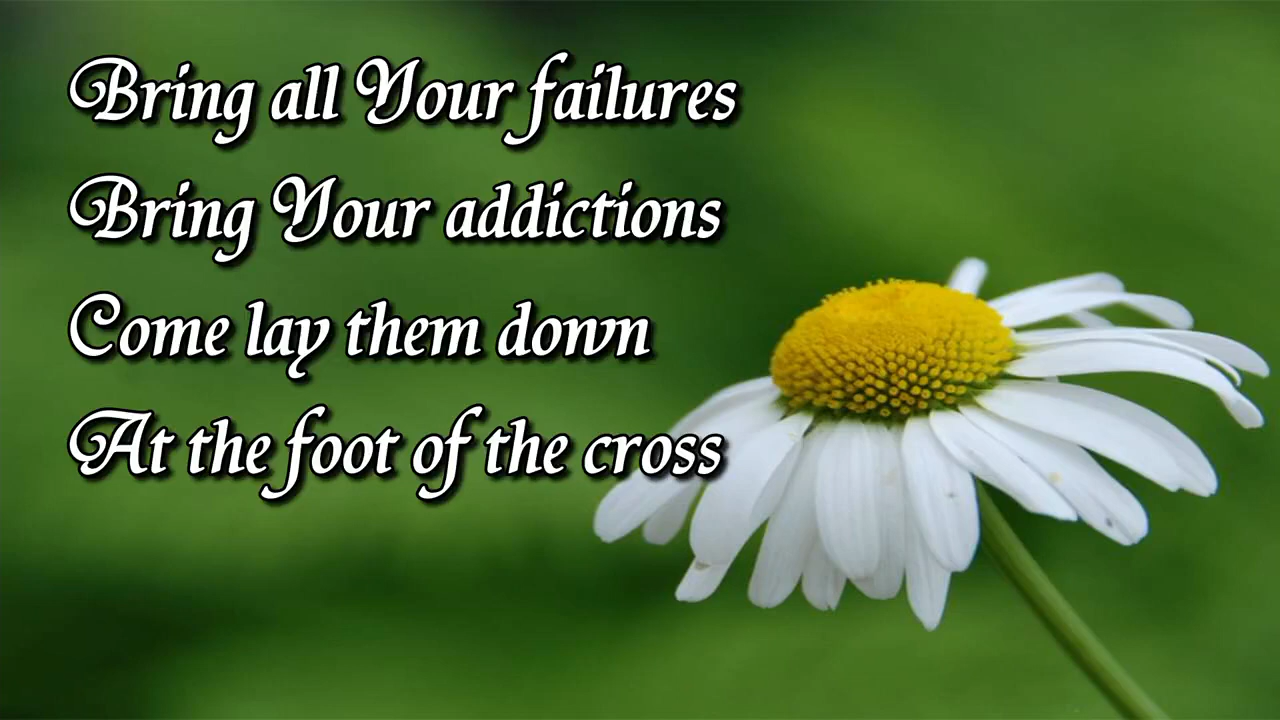 Bring all Your failures
Bring Your addictions
Come lay them down
At the foot of the cross